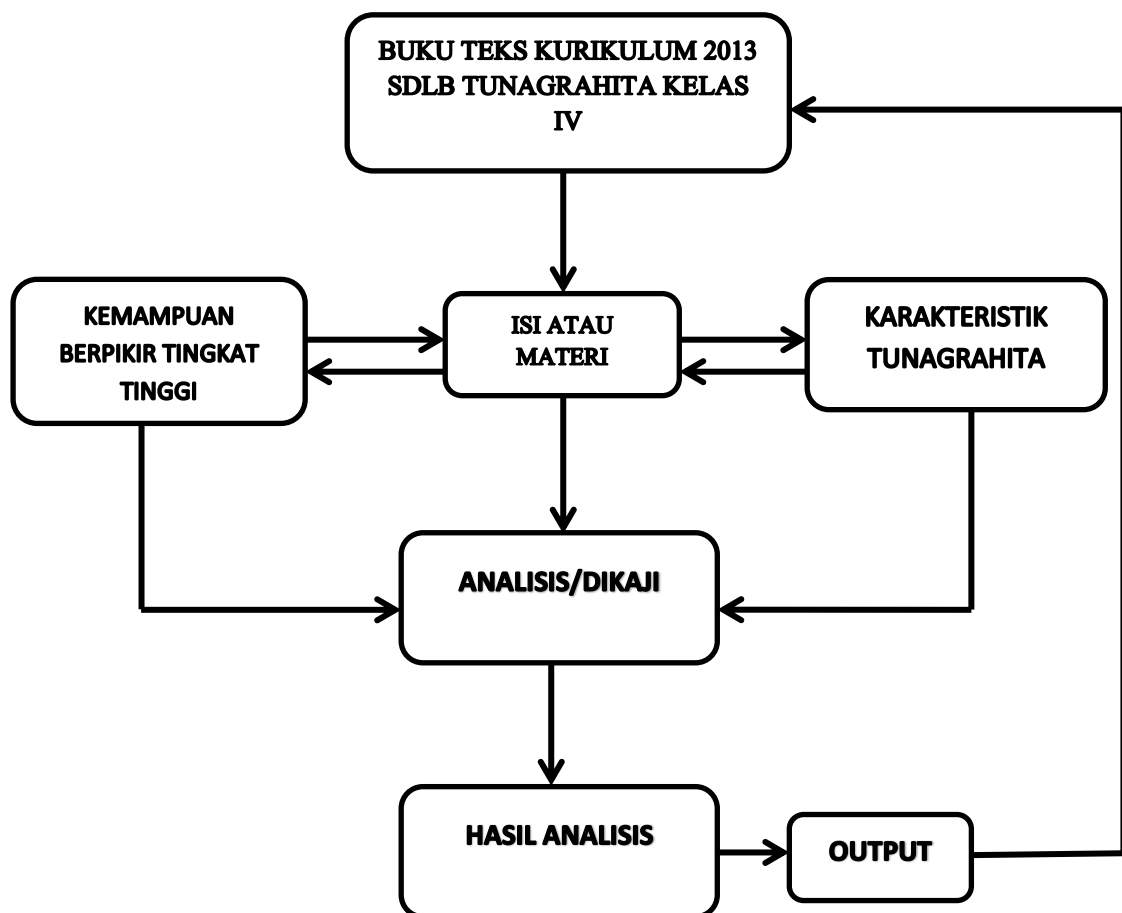 BUKU TEKS KURIKULUM 2013
SDLB TUNAGRAHITA KELAS
IV
KEMAMPUAN
BERPIKIR TINGKAT
TINGGI
ISI ATAU
MATERI
KARAKTERISTIK
TUNAGRAHITA
ANALISIS/DIKAJI
HASIL ANALISIS
OUTPUT